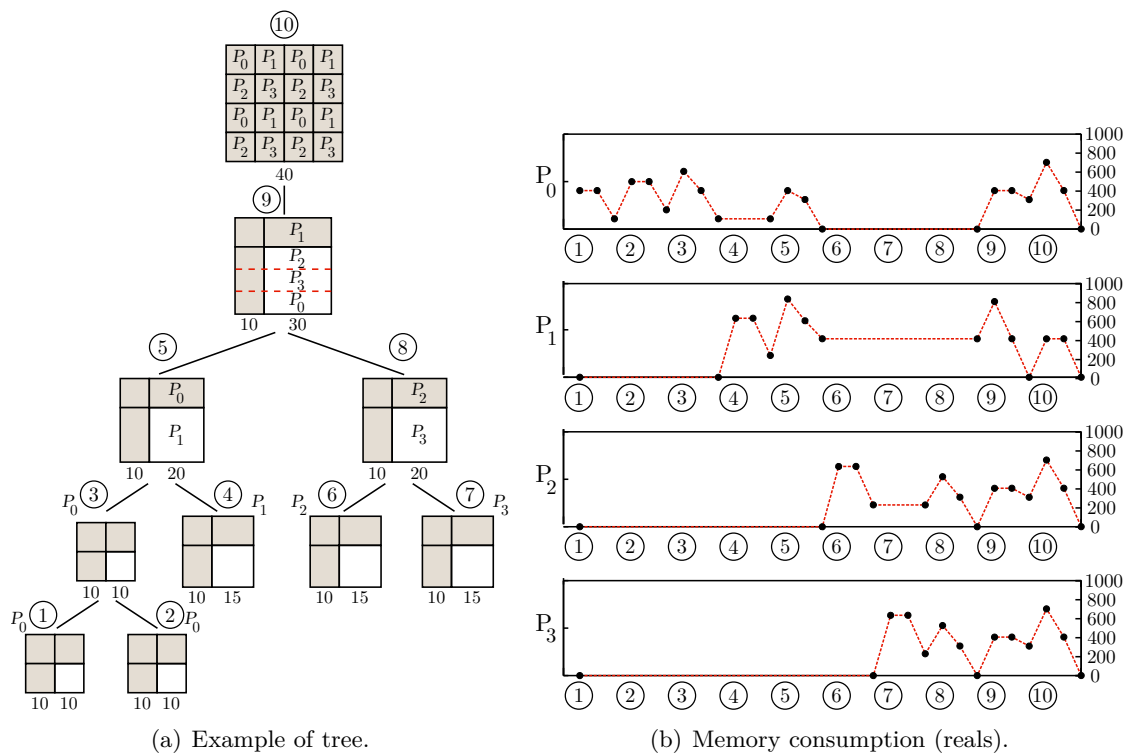 10
P0 P1 P0 P1
P2 P3 P2 P3
P0 P1 P0 P1
P2 P3 P2 P3
40
9
P1
P2
P3
P0
10 30
5
8
P0
P1
10 20
P2
P3
10 20
P0 3
4 P1
P2 6
7 P3
10 10
10 15
10 15
10 15
P0 1
2 P0
10 10
10 10
(a) Example of tree.
P0
1000
800
600
400
200
0
1 2 3 4 5 6 7 8 9 10
P1
1000
800
600
400
200
0
1 2 3 4 5 6 7 8 9 10
P2
1000
800
600
400
200
0
1 2 3 4 5 6 7 8 9 10
P3
1000
800
600
400
200
0
1 2 3 4 5 6 7 8 9 10
(b) Memory consumption (reals).